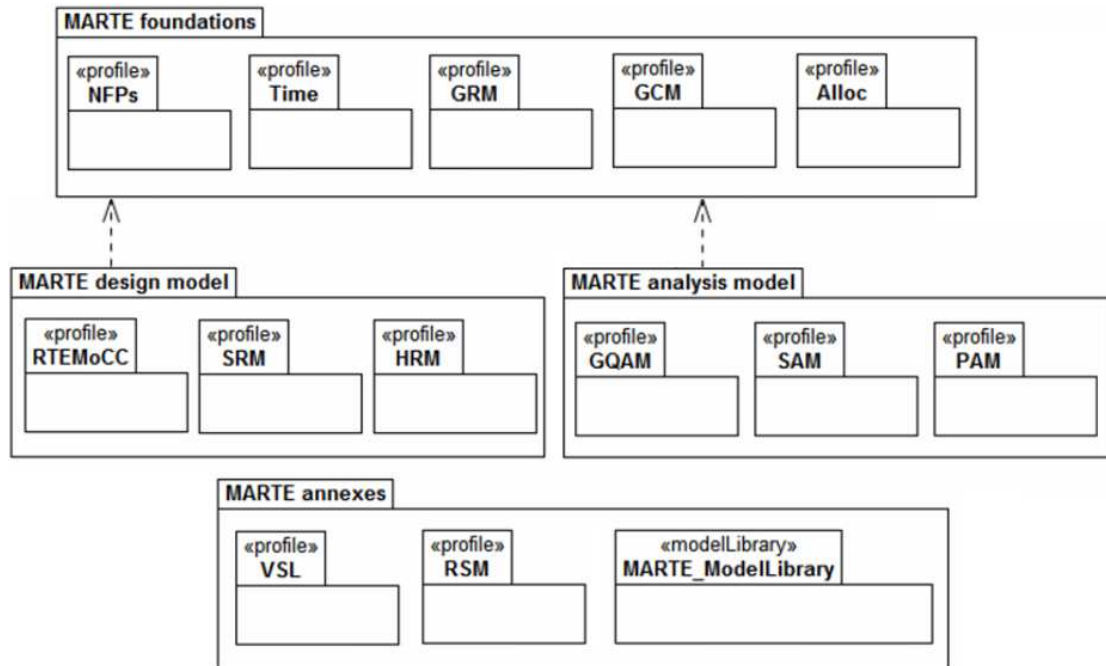 MARTE foundations
«profile»
NFPs
«profile»
Time
«profile»
GRM
«profile»
GCM
«profile»
Alloc
MARTE design model
«profile»
RTEMoCC
«profile»
SRM
«profile»
HRM
MARTE analysis model
«profile»
GQAM
«profile»
SAM
«profile»
PAM
MARTE annexes
«profile»
VSL
«profile»
RSM
«modelLibrary»
MARTE_ModelLibrary